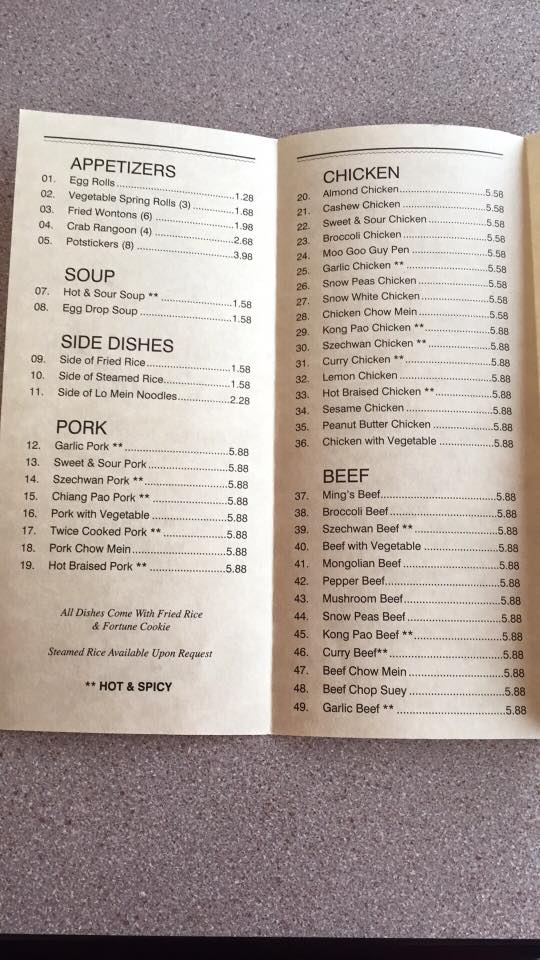 APPETIZERS
01. Egg Rolls ..............................1.28
02. Vegetable Spring Rolls (3) ............1.68
03. Fried Wontons (6) ......................1.98
04. Crab Rangoon (4) ......................2.68
05. Potstickers (8) ..........................3.98
SOUP
07. Hot & Sour Soup ** ..................1.58
08. Egg Drop Soup ........................1.58
SIDE DISHES
09. Side of Fried Rice......................1.58
10. Side of Steamed Rice.................1.58
11. Side of Lo Mein Noodles.............2.28
PORK
12. Garlic Pork ** ..........................5.88
13. Sweet & Sour Pork ....................5.88
14. Szechwan Pork ** ....................5.88
15. Chiang Pao Pork ** ..................5.88
16. Pork with Vegetable ..................5.88
17. Twice Cooked Pork ** ................5.88
18. Pork Chow Mein........................5.88
19. Hot Braised Pork ** ..................5.88
All Dishes Come With Fried Rice
& Fortune Cookie
Steamed Rice Available Upon Request
** HOT & SPICY
CHICKEN
20. Almond Chicken........................5.58
21. Cashew Chicken........................5.58
22. Sweet & Sour Chicken ................5.58
23. Broccoli Chicken ......................5.58
24. Moo Goo Guy Pen ....................5.58
25. Garlic Chicken ** ......................5.58
26. Snow Peas Chicken ....................5.58
27. Snow White Chicken ..................5.58
28. Chicken Chow Mein ..................5.58
29. Kong Pao Chicken ** ................5.88
30. Szechwan Chicken ** ................5.88
31. Curry Chicken ** ......................5.88
32. Lemon Chicken ........................5.88
33. Hot Braised Chicken **..............5.88
34. Sesame Chicken ......................5.88
35. Peanut Butter Chicken ................5.88
36. Chicken with Vegetable ..............5.88
BEEF
37. Ming's Beef..............................5.88
38. Broccoli Beef ..........................5.88
39. Szechwan Beef ** ....................5.88
40. Beef with Vegetable ..................5.88
41. Mongolian Beef ........................5.88
42. Pepper Beef..............................5.88
43. Mushroom Beef........................5.88
44. Snow Peas Beef ........................5.88
45. Kong Pao Beef ** ......................5.88
46. Curry Beef** ............................5.88
47. Beef Chow Mein ......................5.88
48. Beef Chop Suey ........................5.88
49. Garlic Beef ** ..........................5.88